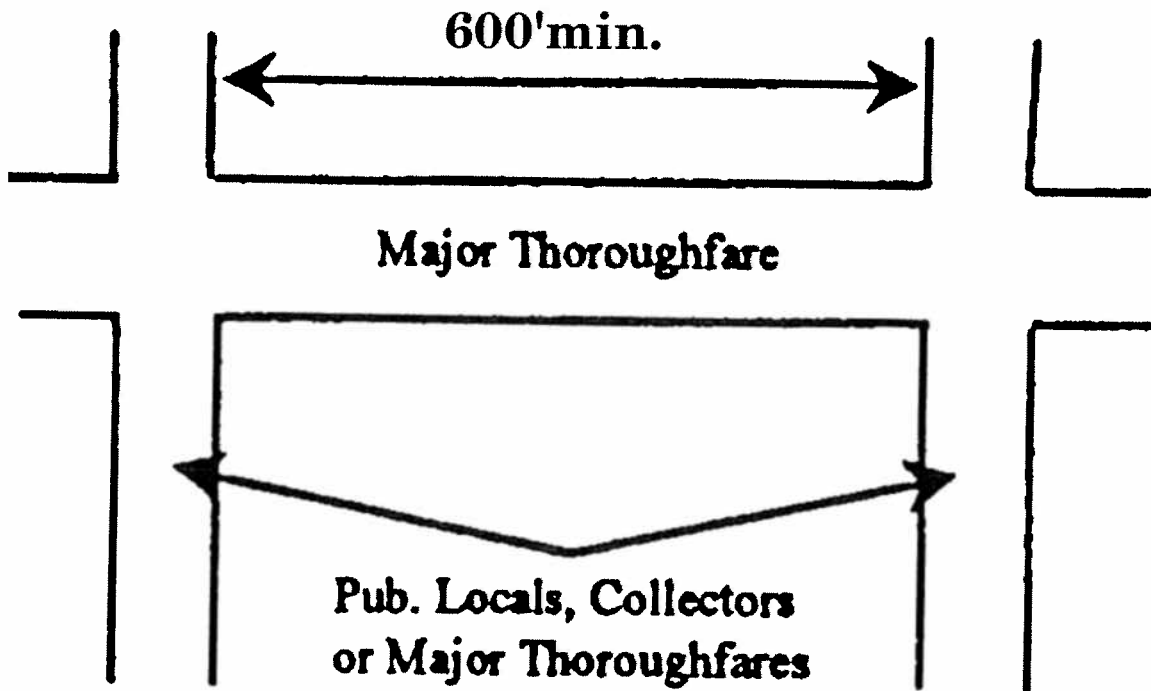 600'min.
Major Thoroughfare
Pub. Locals, Collectors
or Major Thoroughfares